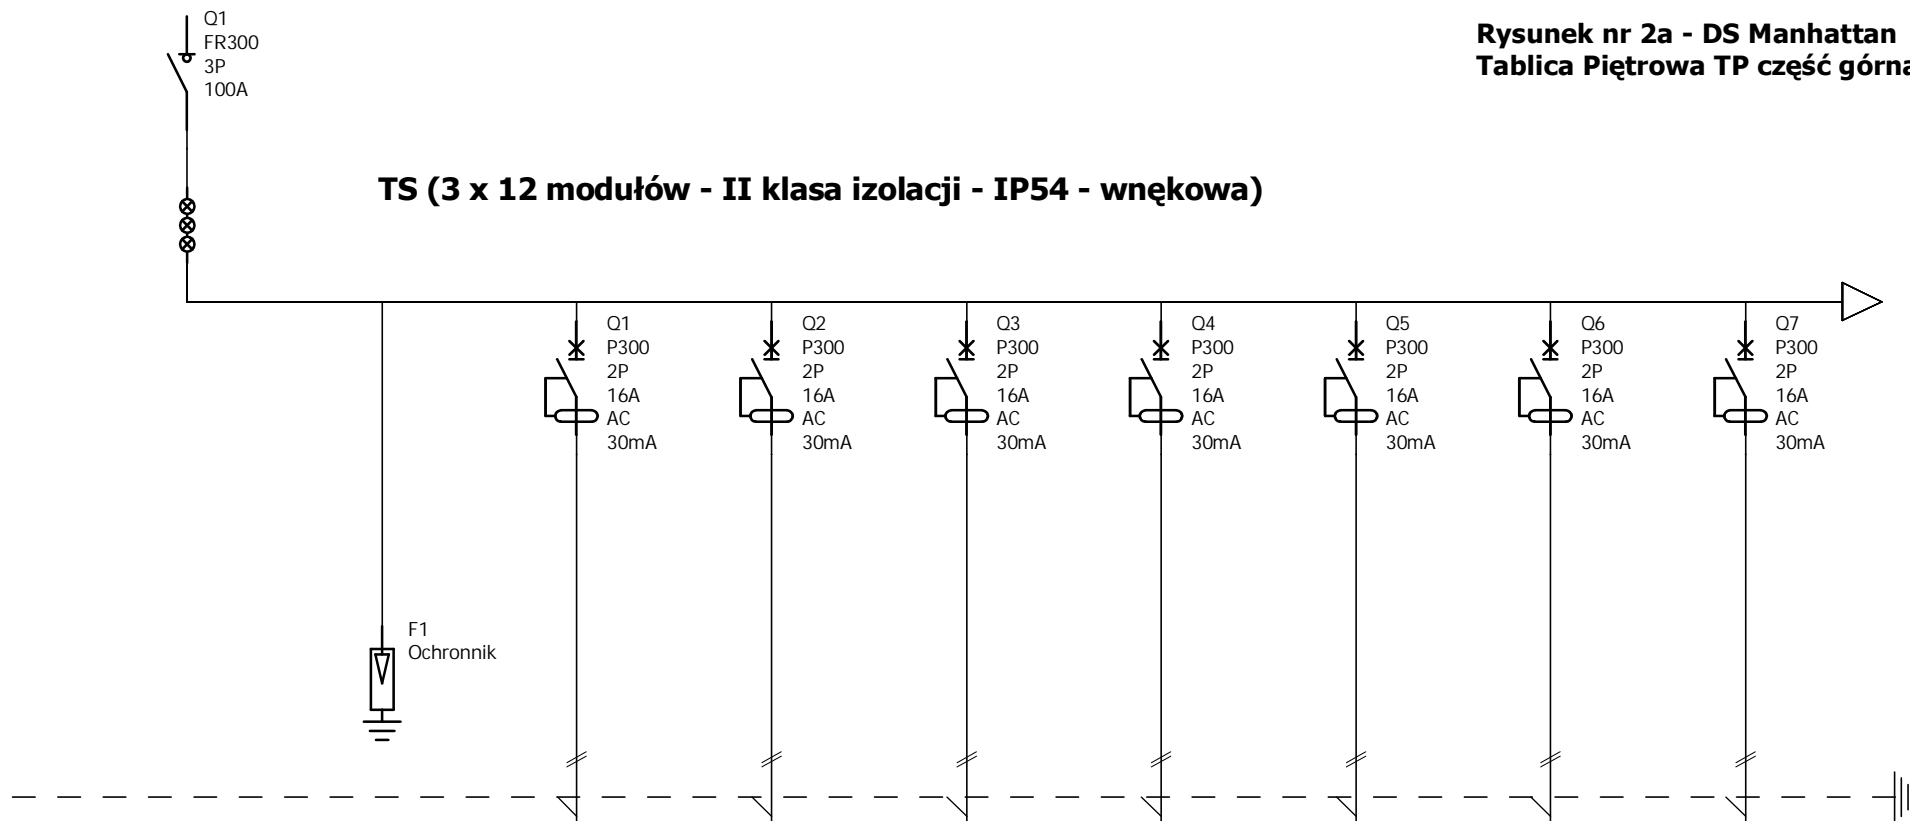 Q1
FR300
3P
100A
Rysunek nr 2a - DS Manhattan
Tablica Piętrowa TP część górna
TS (3 x 12 modułów - II klasa izolacji - IP54 - wnękowa)
Q1
P300
2P
16A
AC
30mA
Q2
P300
2P
16A
AC
30mA
Q3
P300
2P
16A
AC
30mA
Q4
P300
2P
16A
AC
30mA
Q5
P300
2P
16A
AC
30mA
Q6
P300
2P
16A
AC
30mA
Q7
P300
2P
16A
AC
30mA
F1
Ochronnik